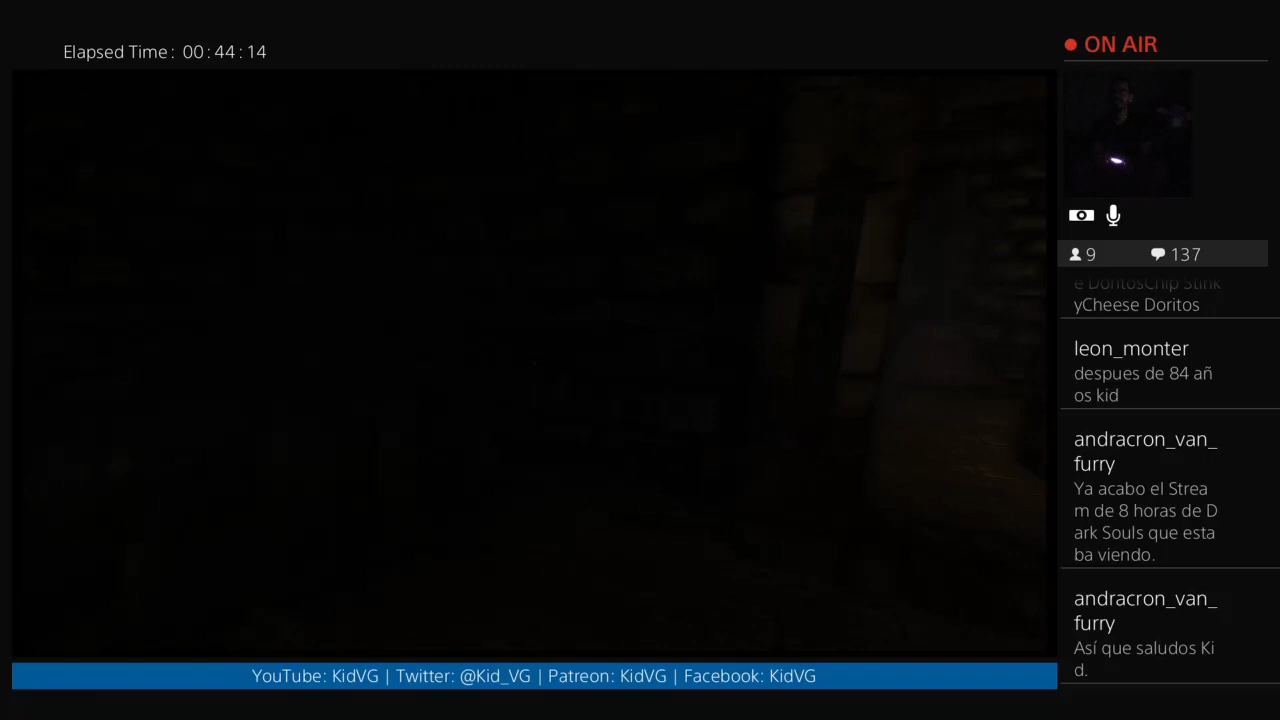 Elapsed Time: 00:44:14
ON AIR
9 137
e DoritosChip Stink
yCheese Doritos
leon_monter
despues de 84 añ
os kid
andracron_van_
furry
Ya acabo el Strea
m de 8 horas de D
ark Souls que esta
ba viendo.
andracron_van_
furry
Así que saludos Ki
d.
YouTube: KidVG | Twitter: @Kid_VG | Patreon: KidVG | Facebook: KidVG